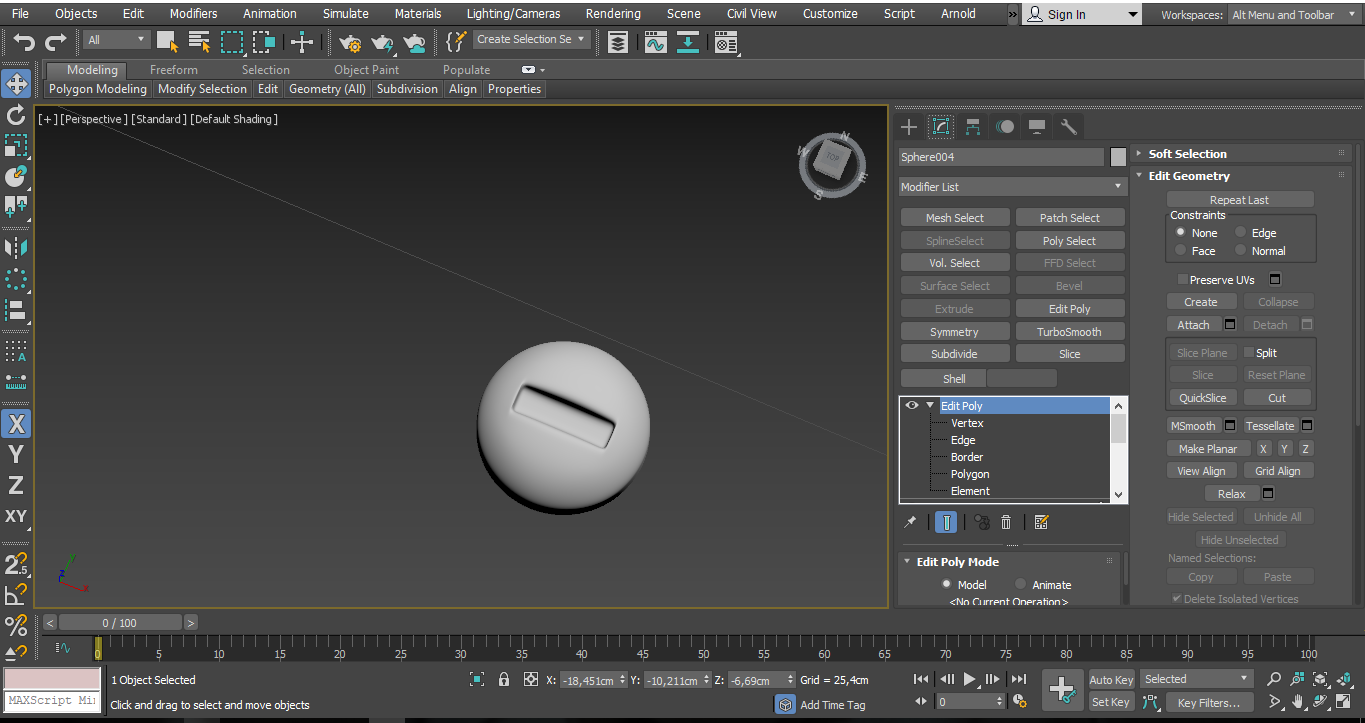 File Objects Edit Modifiers Animation Simulate Materials Lighting/Cameras Rendering Scene Civil View Customize Script Arnold » Sign In Workspaces: Alt Menu and Toolbar
All Create Selection Se
Modeling Freeform Selection Object Paint Populate
Polygon Modeling Modify Selection Edit Geometry (All) Subdivision Align Properties
[+] [Perspective ] [Standard ] [Default Shading ]
N
W TOP E
S
Sphere004
Modifier List
Mesh Select Patch Select
SplineSelect Poly Select
Vol. Select FFD Select
Surface Select Bevel
Extrude Edit Poly
Symmetry TurboSmooth
Subdivide Slice
Shell
Edit Poly
Vertex
Edge
Border
Polygon
Element
Edit Poly Mode
Model Animate
<No Current Operation>
Soft Selection
Edit Geometry
Repeat Last
Constraints
None Edge
Face Normal
Preserve UVs
Create Collapse
Attach Detach
Slice Plane Split
Slice Reset Plane
QuickSlice Cut
MSmooth Tessellate
Make Planar X Y Z
View Align Grid Align
Relax
Hide Selected Unhide All
Hide Unselected
Named Selections:
Copy Paste
Delete Isolated Vertices
X
Y
Z
XY
2.5
%
x y z
< 0 / 100 >
0 5 10 15 20 25 30 35 40 45 50 55 60 65 70 75 80 85 90 95 100
1 Object Selected X: -18,451cm Y: -10,211cm Z: -6,69cm Grid = 25,4cm Auto Key Selected
MAXScript Mi Click and drag to select and move objects Add Time Tag 0 Set Key Key Filters...